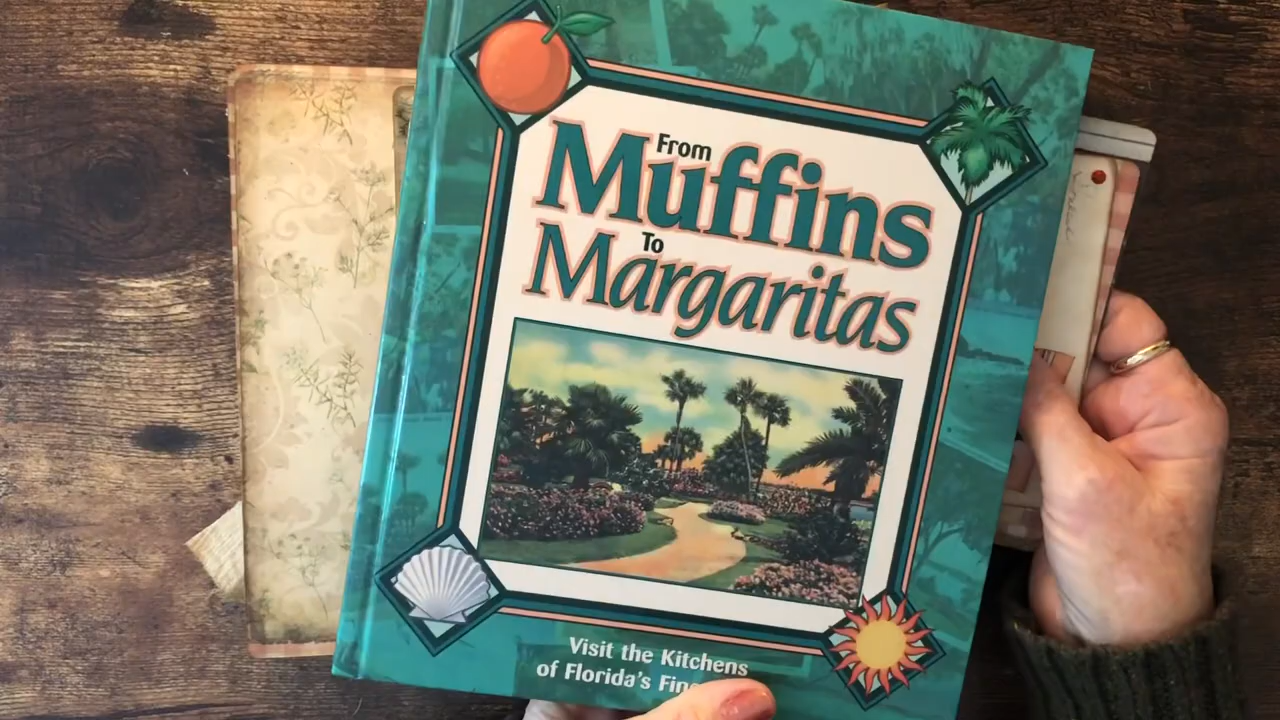 From
Muffins
To
Margaritas
Visit the Kitchens
of Florida's